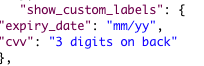 "show_custom_labels": {
"expiry_date": "mm/yy",
"cvv": "3 digits on back"
},